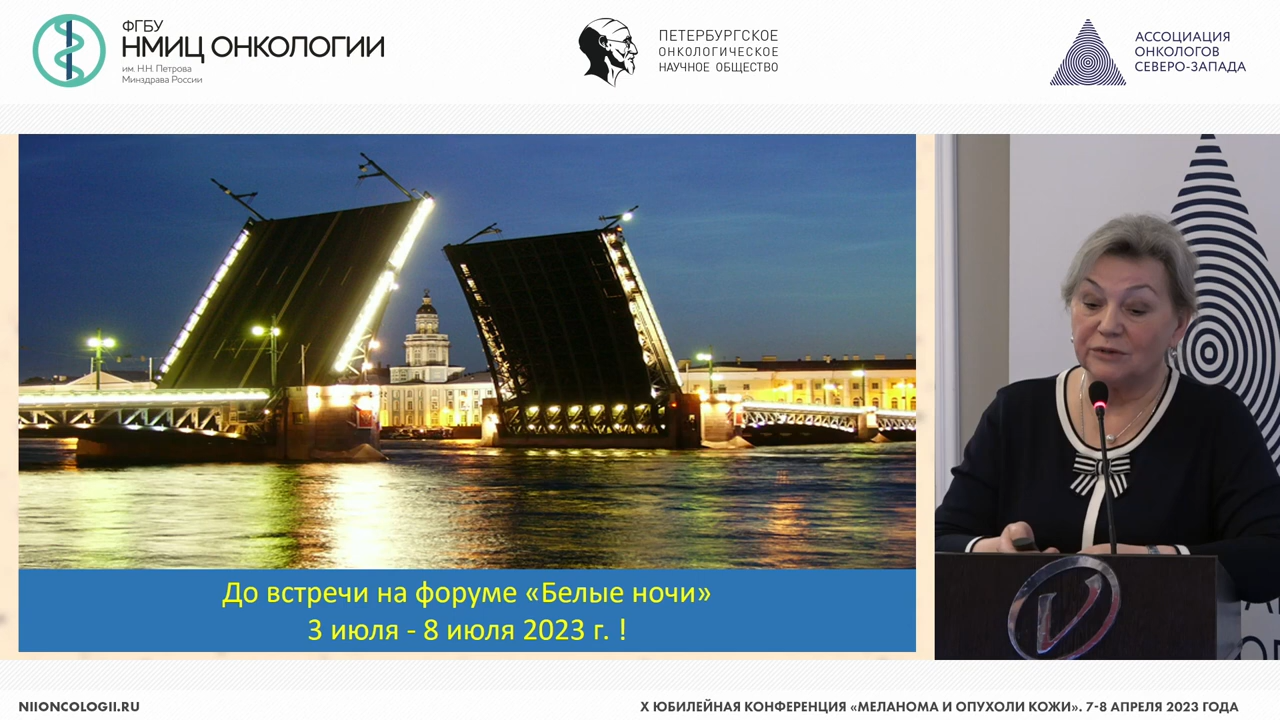 ФГБУ
НМИЦ ОНКОЛОГИИ
им. Н.Н. Петрова
Минздрава России
ПЕТЕРБУРГСКОЕ
ОНКОЛОГИЧЕСКОЕ
НАУЧНОЕ ОБЩЕСТВО
АССОЦИАЦИЯ
ОНКОЛОГОВ
СЕВЕРО-ЗАПАДА
До встречи на форуме «Белые ночи»
3 июля - 8 июля 2023 г. !
NIIONCOLOGII.RU
X ЮБИЛЕЙНАЯ КОНФЕРЕНЦИЯ «МЕЛАНОМА И ОПУХОЛИ КОЖИ». 7-8 АПРЕЛЯ 2023 ГОДА